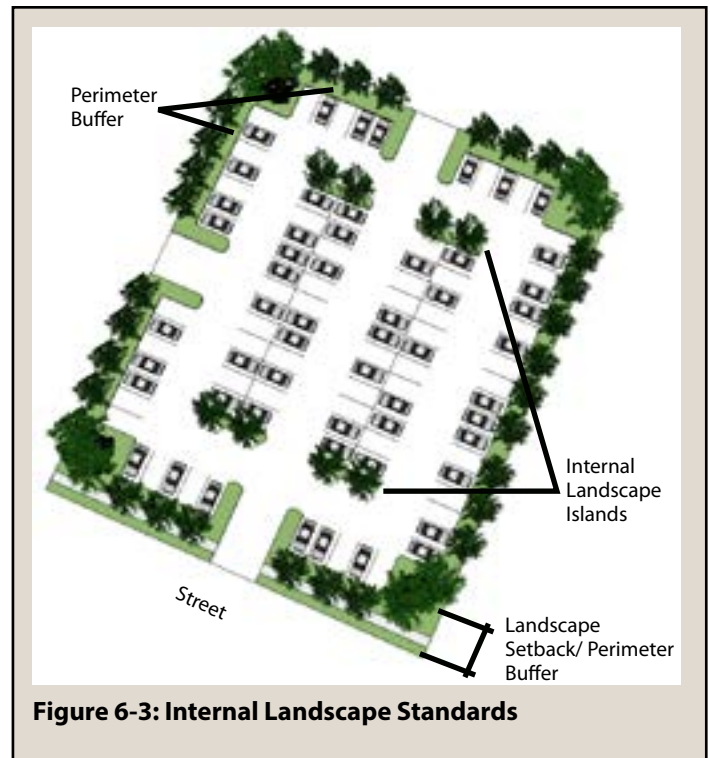 Perimeter
Buffer
Internal
Landscape
Islands
Street
Landscape
Setback/ Perimeter
Buffer
Figure 6-3: Internal Landscape Standards